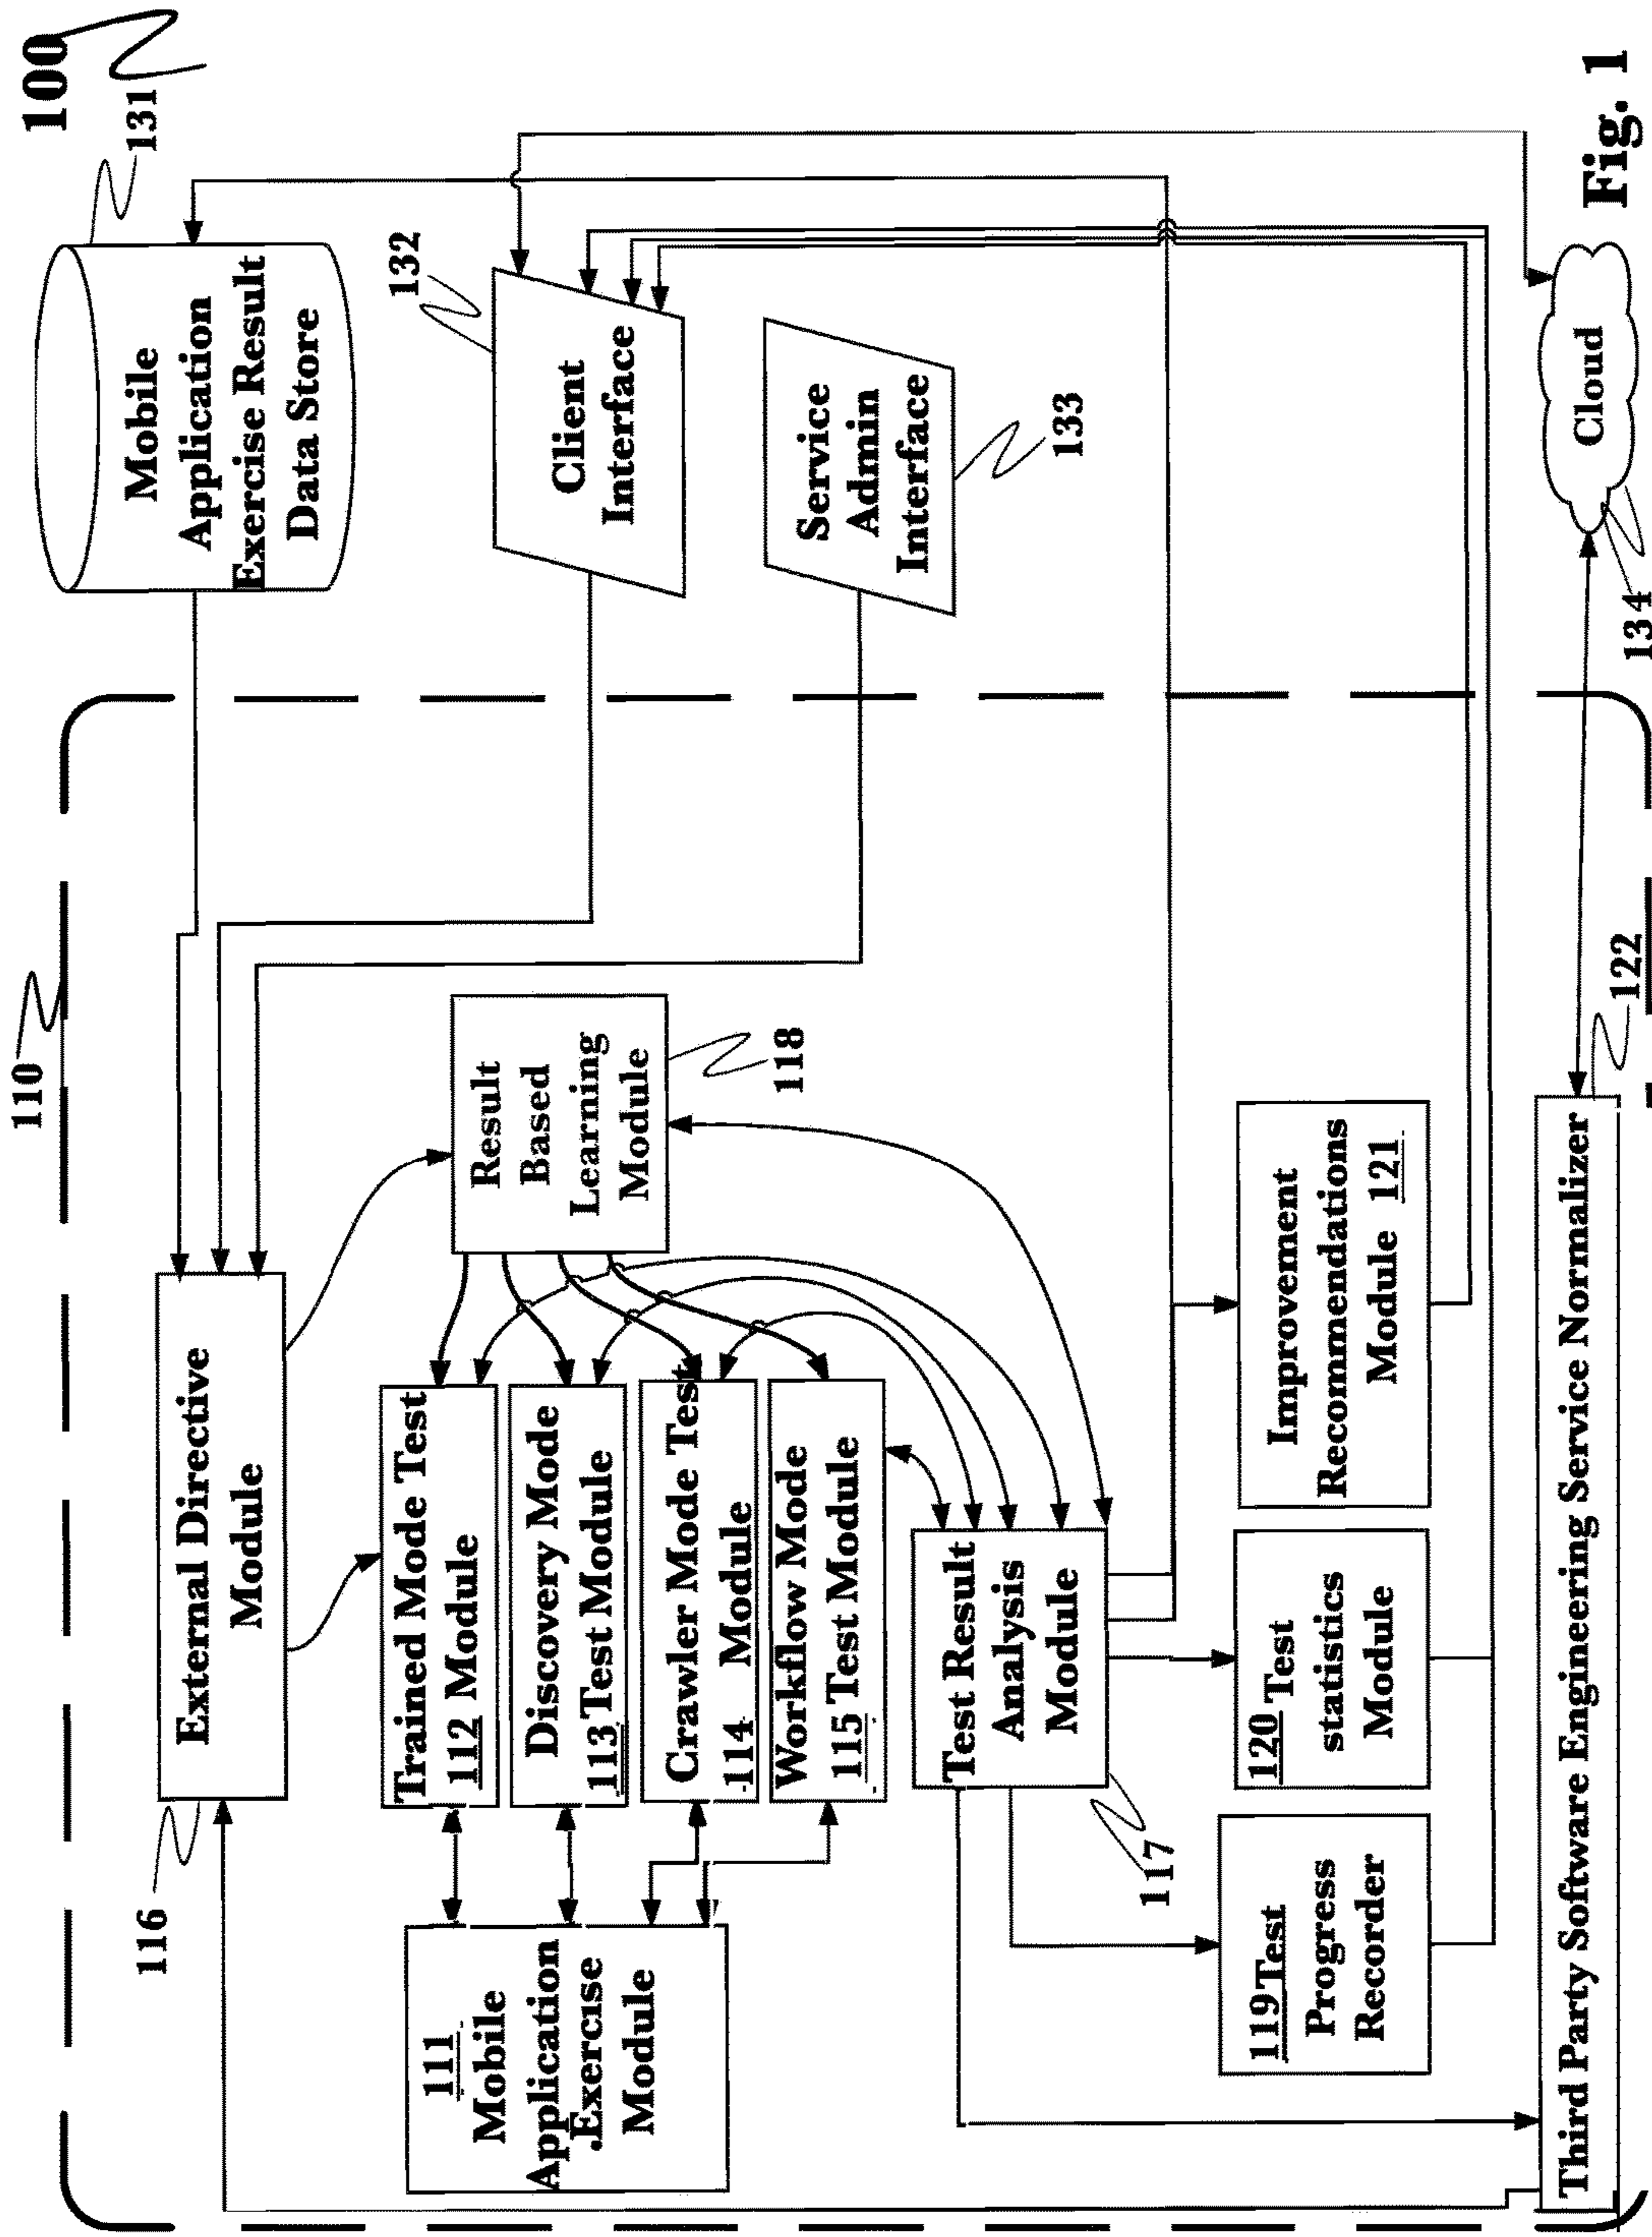 100
110
116
External Directive
Module
131
Mobile
Application
Exercise Result
Data Store
111
Mobile
Application
.Exercise
Module
Trained Mode Test
112 Module
Discovery Mode
113 Test Module
Crawler Mode Test
114 Module
Workflow Mode
115 Test Module
Result
Based
Learning
Module
118
132
Client
Interface
Service
Admin
Interface
133
Test Result
Analysis
Module
117
119 Test
Progress
Recorder
120 Test
statistics
Module
Improvement
Recommendations
Module 121
Third Party Software Engineering Service Normalizer
122
Cloud
134
Fig. 1